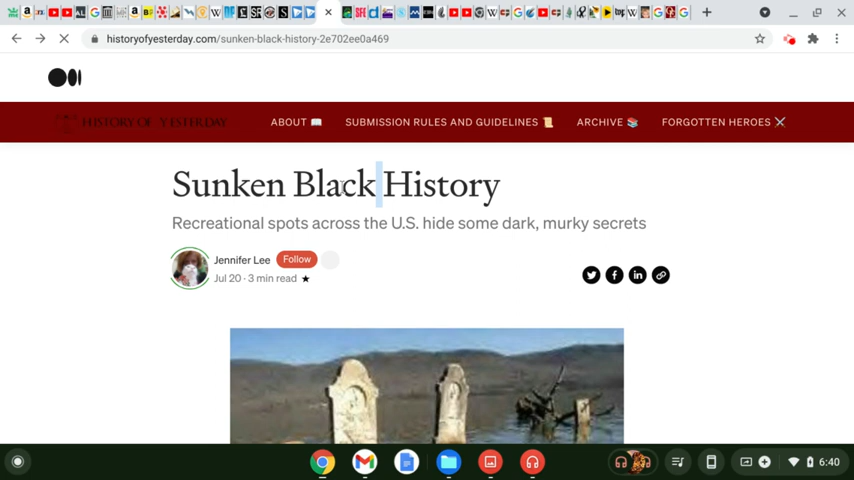 historyofyesterday.com/sunken-black-history-2e702ee0a469
HISTORY OF YESTERDAY
ABOUT 📖 SUBMISSION RULES AND GUIDELINES 📜 ARCHIVE 📚 FORGOTTEN HEROES ⚔️
Sunken Black History
Recreational spots across the U.S. hide some dark, murky secrets
Jennifer Lee Follow
Jul 20 · 3 min read ★
6:40